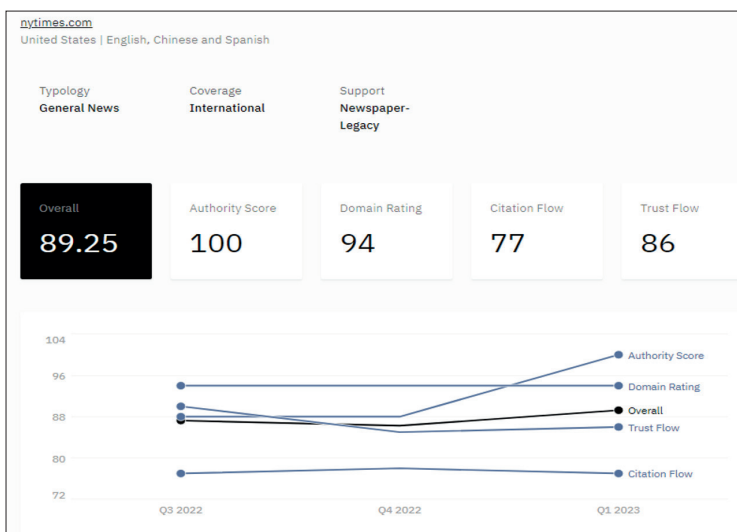 nytimes.com
United States | English, Chinese and Spanish
Typology Coverage Support
General News International Newspaper-
Legacy
Overall Authority Score Domain Rating Citation Flow Trust Flow
89.25 100 94 77 86
104
Authority Score
96
Domain Rating
Overall
88
Trust Flow
80
Citation Flow
72
Q3 2022 Q4 2022 Q1 2023